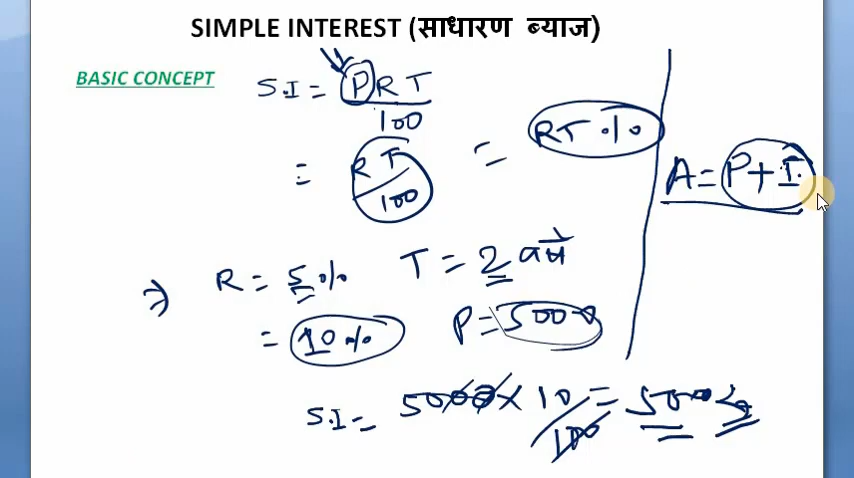 SIMPLE INTEREST (साधारण ब्याज)
BASIC CONCEPT
S.I = PRT
100
= RT/100 = RT%
A = P + I
⇒ R = 5% T = 2 वर्ष
= 10% P = 5000
S.I = 5000 × 10/100 = 500 रु